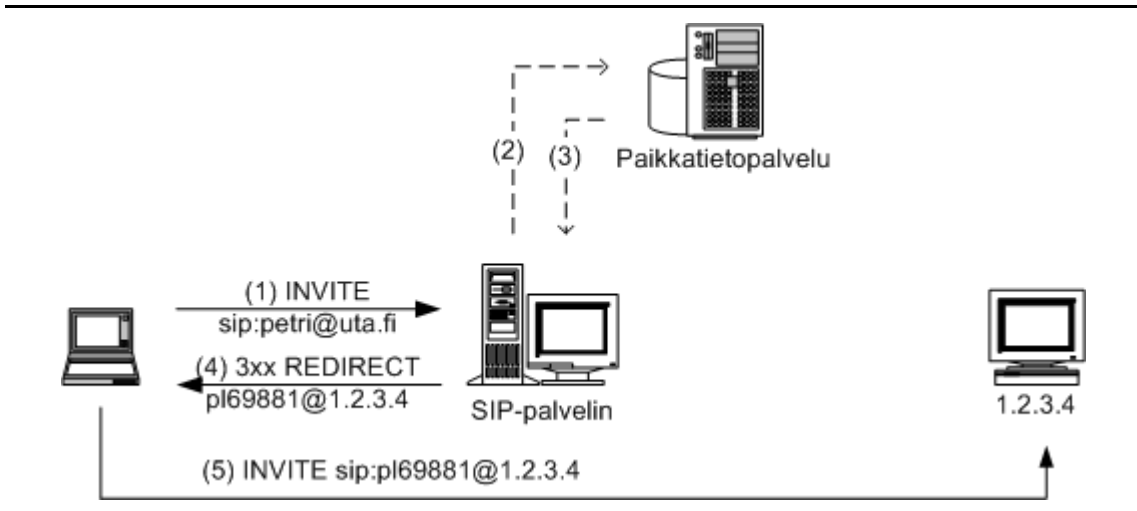 (2)
(3)
Paikkatietopalvelu
(1) INVITE
sip:petri@uta.fi
(4) 3xx REDIRECT
pl69881@1.2.3.4
SIP-palvelin
1.2.3.4
(5) INVITE sip:pl69881@1.2.3.4